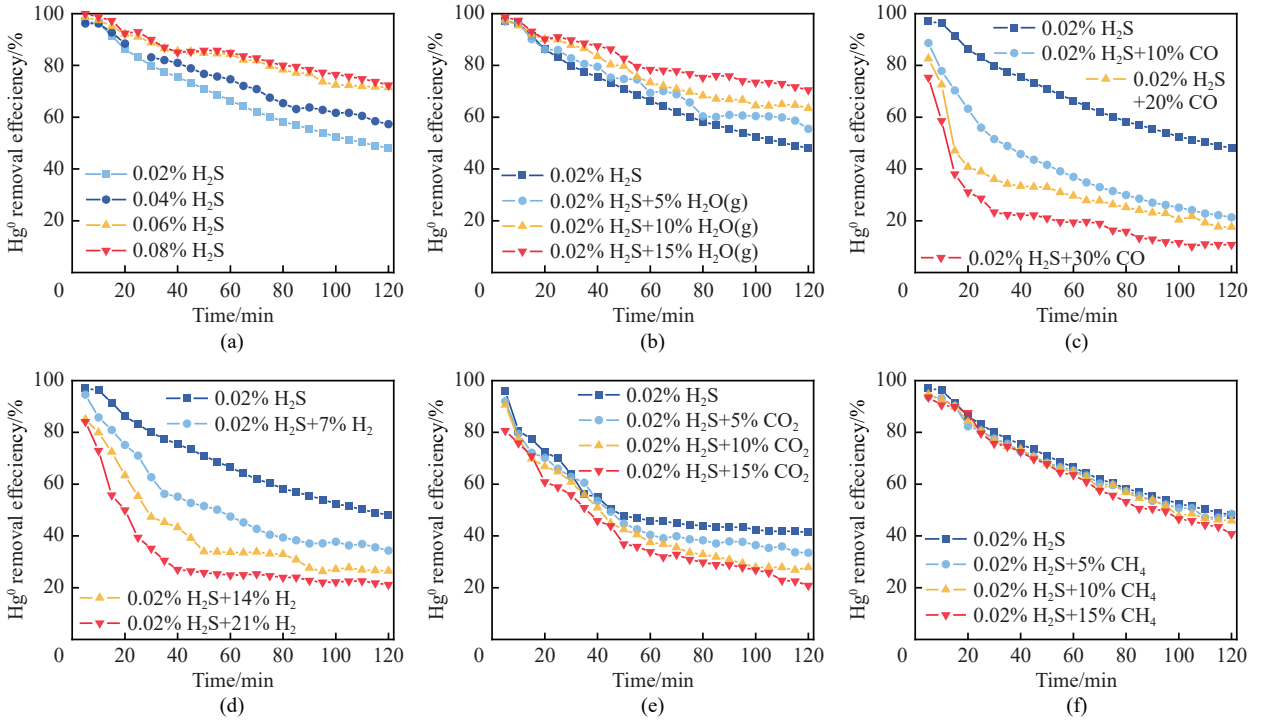 Hg⁰ removal effeciency/%
100
80
60
40
20
0.02% H₂S
0.04% H₂S
0.06% H₂S
0.08% H₂S
0 20 40 60 80 100 120
Time/min
(a)
Hg⁰ removal effeciency/%
100
80
60
40
20
0.02% H₂S
0.02% H₂S+5% H₂O(g)
0.02% H₂S+10% H₂O(g)
0.02% H₂S+15% H₂O(g)
0 20 40 60 80 100 120
Time/min
(b)
Hg⁰ removal effeciency/%
100
80
60
40
20
0.02% H₂S
0.02% H₂S+10% CO
0.02% H₂S
+20% CO
0.02% H₂S+30% CO
0 20 40 60 80 100 120
Time/min
(c)
Hg⁰ removal effeciency/%
100
80
60
40
20
0.02% H₂S
0.02% H₂S+7% H₂
0.02% H₂S+14% H₂
0.02% H₂S+21% H₂
0 20 40 60 80 100 120
Time/min
(d)
Hg⁰ removal effeciency/%
100
80
60
40
20
0.02% H₂S
0.02% H₂S+5% CO₂
0.02% H₂S+10% CO₂
0.02% H₂S+15% CO₂
0 20 40 60 80 100 120
Time/min
(e)
Hg⁰ removal effeciency/%
100
80
60
40
20
0.02% H₂S
0.02% H₂S+5% CH₄
0.02% H₂S+10% CH₄
0.02% H₂S+15% CH₄
0 20 40 60 80 100 120
Time/min
(f)